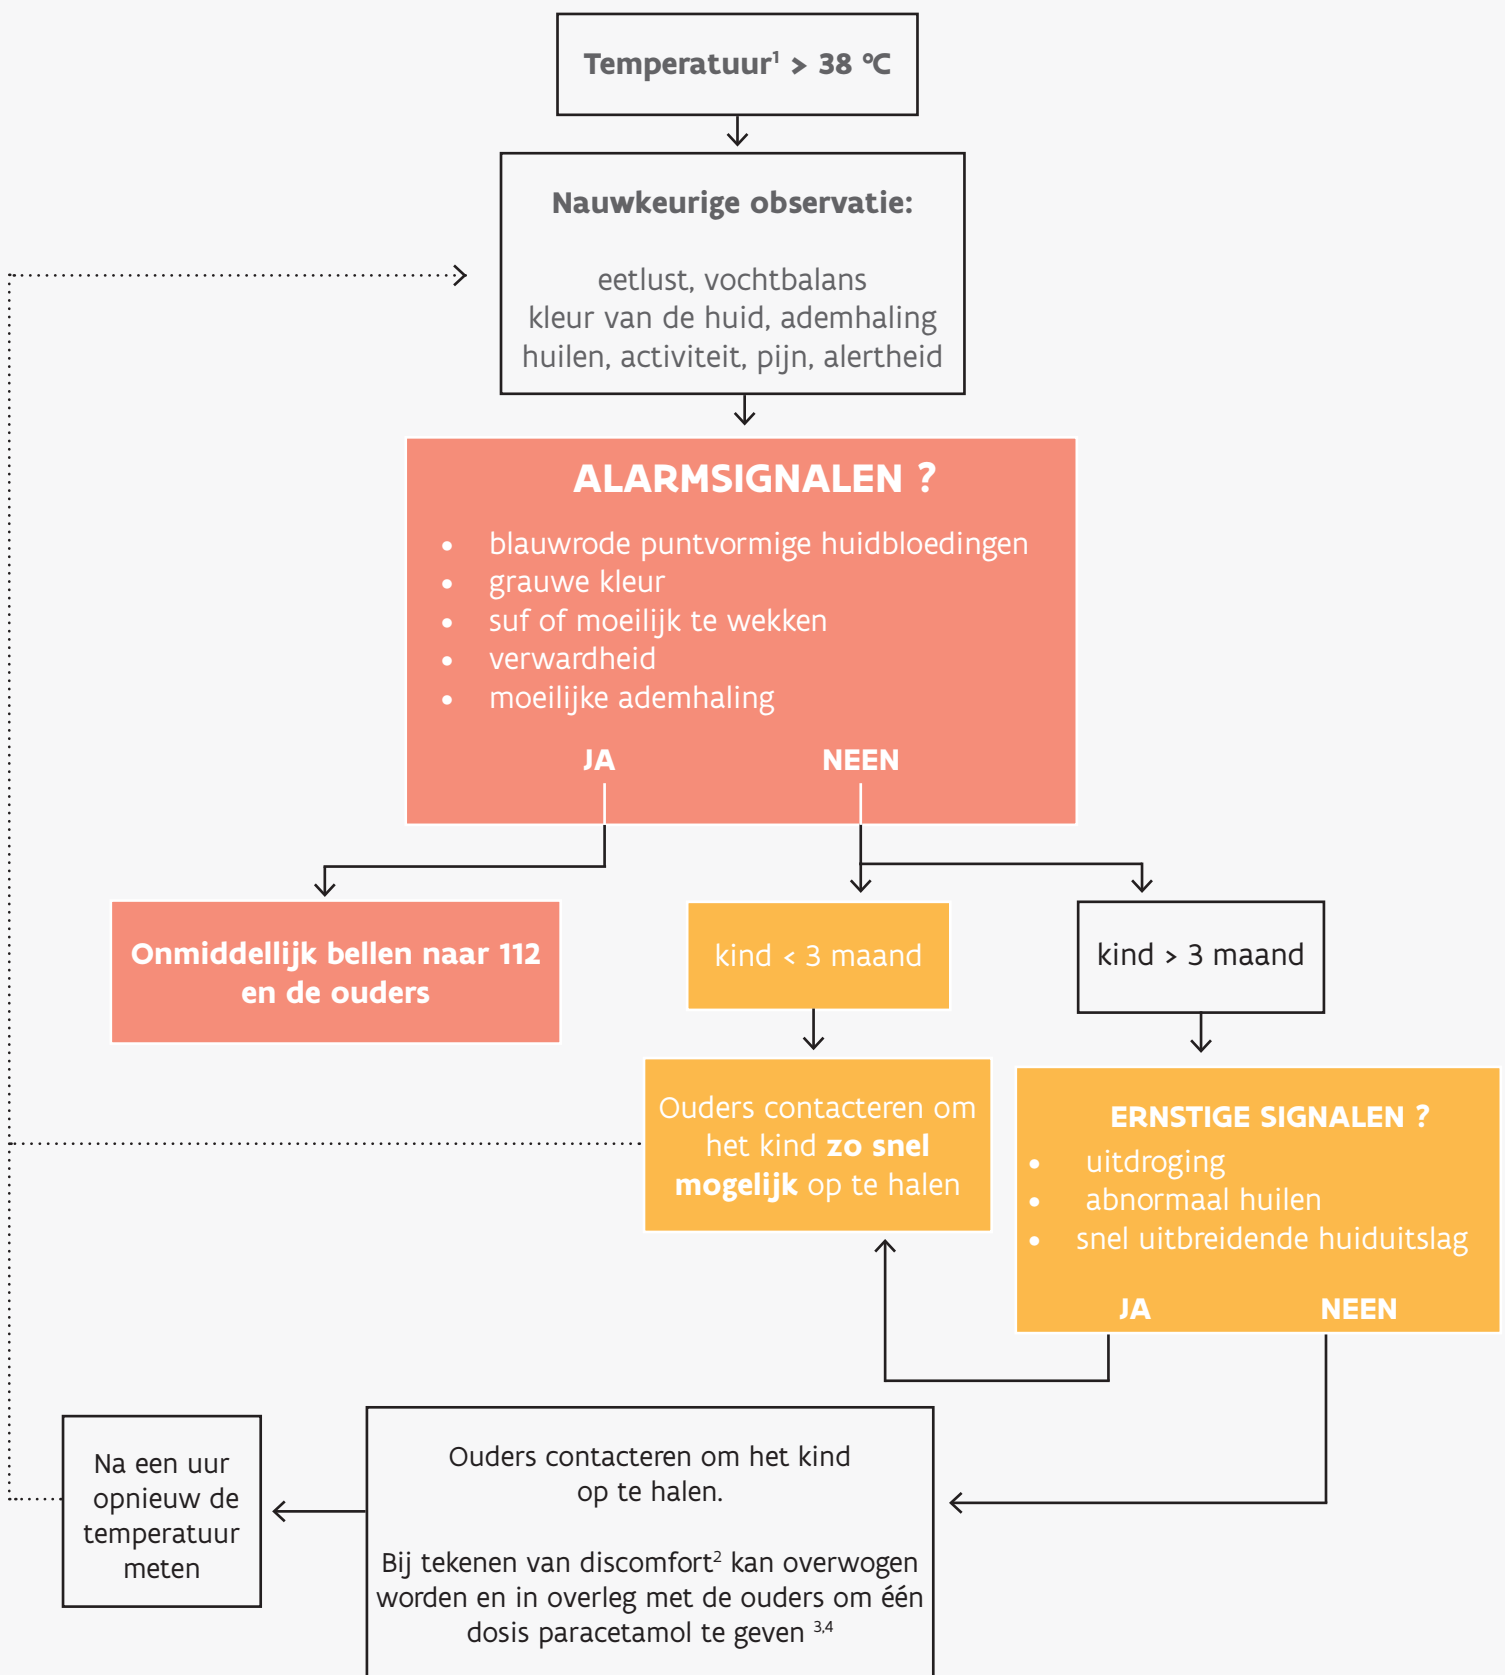 Temperatuur¹ > 38 °C
Nauwkeurige observatie:
eetlust, vochtbalans
kleur van de huid, ademhaling
huilen, activiteit, pijn, alertheid
ALARMSIGNALEN ?
• blauwrode puntvormige huidbloedingen
• grauwe kleur
• suf of moeilijk te wekken
• verwardheid
• moeilijke ademhaling
JA NEEN
Onmiddellijk bellen naar 112
en de ouders
kind < 3 maand
kind > 3 maand
Ouders contacteren om
het kind zo snel
mogelijk op te halen
ERNSTIGE SIGNALEN ?
• uitdroging
• abnormaal huilen
• snel uitbreidende huiduitslag
JA NEEN
Na een uur
opnieuw de
temperatuur
meten
Ouders contacteren om het kind
op te halen.
Bij tekenen van discomfort² kan overwogen
worden en in overleg met de ouders om één
dosis paracetamol te geven ³,⁴